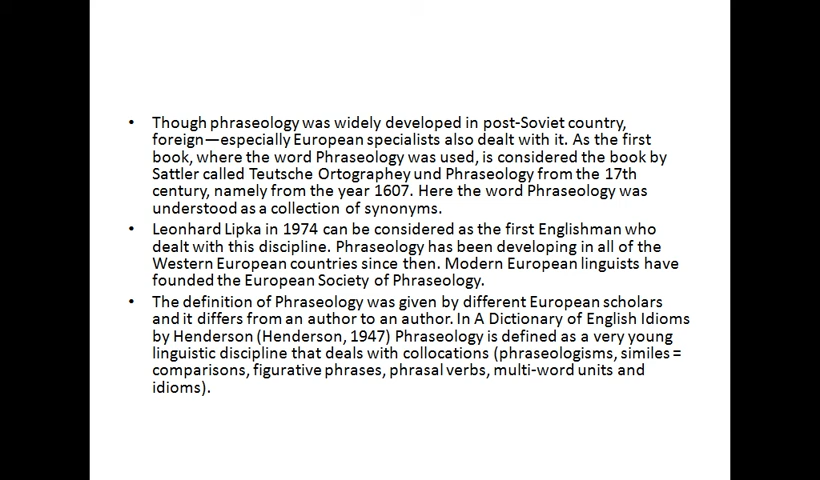 • Though phraseology was widely developed in post-Soviet country,
foreign—especially European specialists also dealt with it. As the first
book, where the word Phraseology was used, is considered the book by
Sattler called Teutsche Ortographey und Phraseology from the 17th
century, namely from the year 1607. Here the word Phraseology was
understood as a collection of synonyms.
• Leonhard Lipka in 1974 can be considered as the first Englishman who
dealt with this discipline. Phraseology has been developing in all of the
Western European countries since then. Modern European linguists have
founded the European Society of Phraseology.
• The definition of Phraseology was given by different European scholars
and it differs from an author to an author. In A Dictionary of English Idioms
by Henderson (Henderson, 1947) Phraseology is defined as a very young
linguistic discipline that deals with collocations (phraseologisms, similes =
comparisons, figurative phrases, phrasal verbs, multi-word units and
idioms).